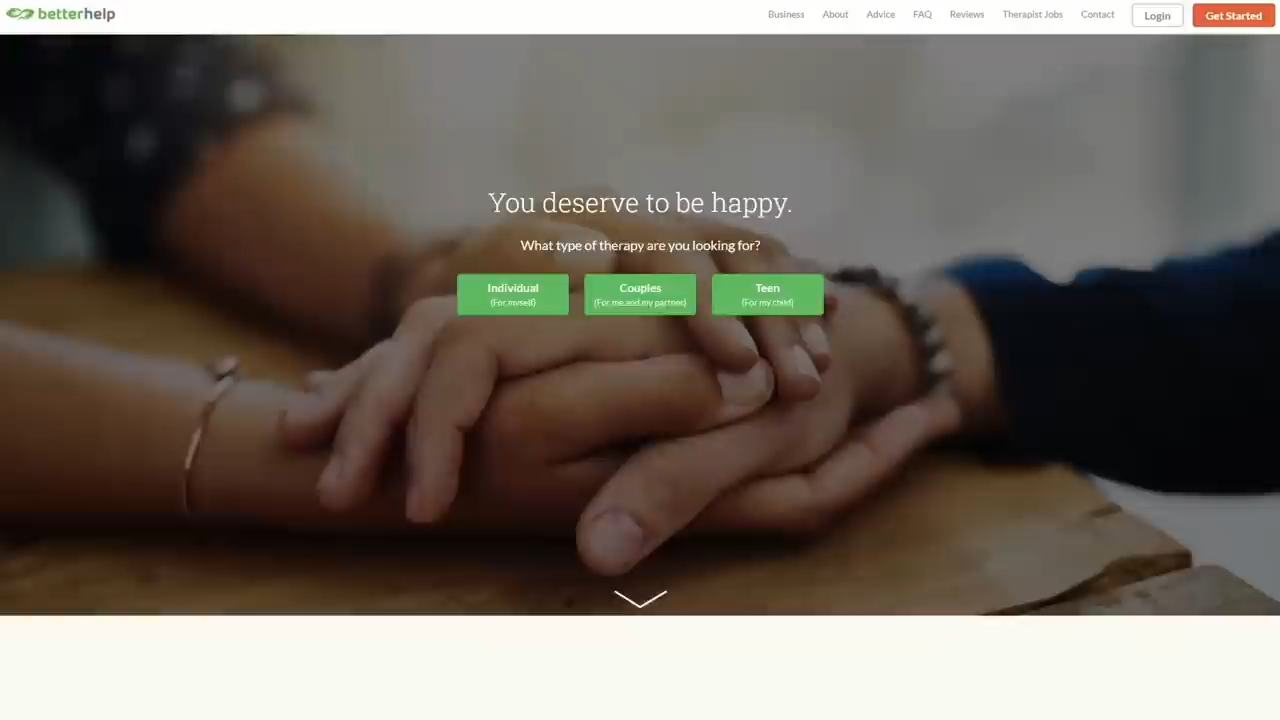 betterhelp
Business About Advice FAQ Reviews Therapist Jobs Contact Login Get Started
You deserve to be happy.
What type of therapy are you looking for?
Individual Couples Teen
(For myself) (For me and my partner) (For my child)